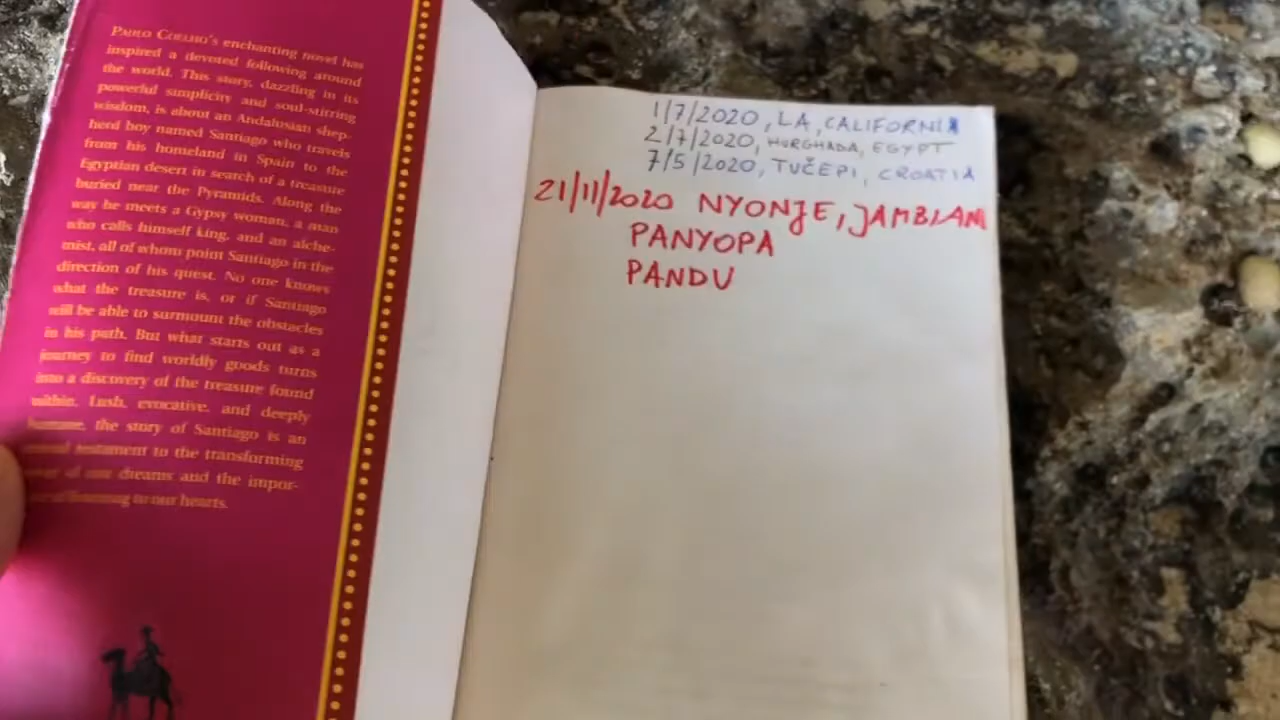 PAULO COELHO'S enchanting novel has
inspired a devoted following around
the world. This story, dazzling in its
powerful simplicity and soul-stirring
wisdom, is about an Andalusian shep-
herd boy named Santiago who travels
from his homeland in Spain to the
Egyptian desert in search of a treasure
buried near the Pyramids. Along the
way he meets a Gypsy woman, a man
who calls himself king, and an alche-
mist, all of whom point Santiago in the
direction of his quest. No one knows
what the treasure is, or if Santiago
will be able to surmount the obstacles
in his path. But what starts out as a
journey to find worldly goods turns
into a discovery of the treasure found
within. Lush, evocative, and deeply
humane, the story of Santiago is an
testament to the transforming
of our dreams and the impor-
listening to our hearts.
1/7/2020, LA, CALIFORNIA
2/7/2020, HURGHADA, EGYPT
7/5/2020, TUČEPI, CROATIA
21/11/2020 NYONJE, JAMBIANI
PANYOPA
PANDU